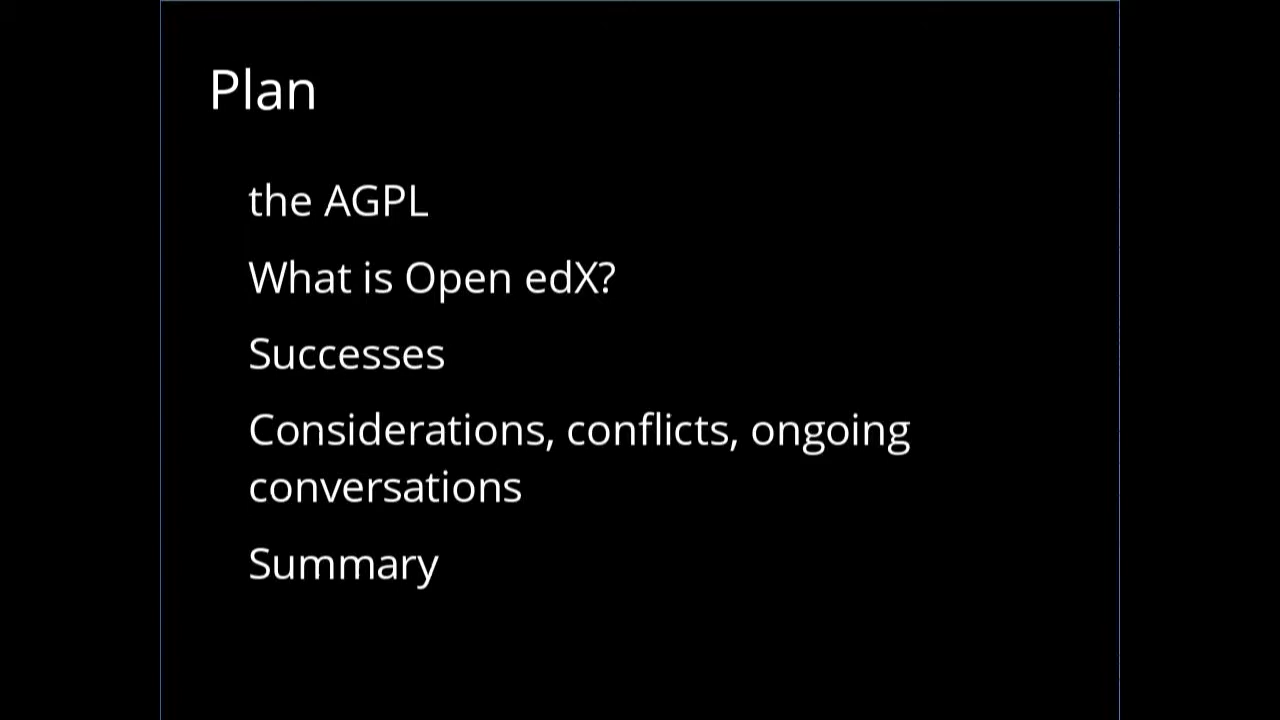 Plan
the AGPL
What is Open edX?
Successes
Considerations, conflicts, ongoing
conversations
Summary